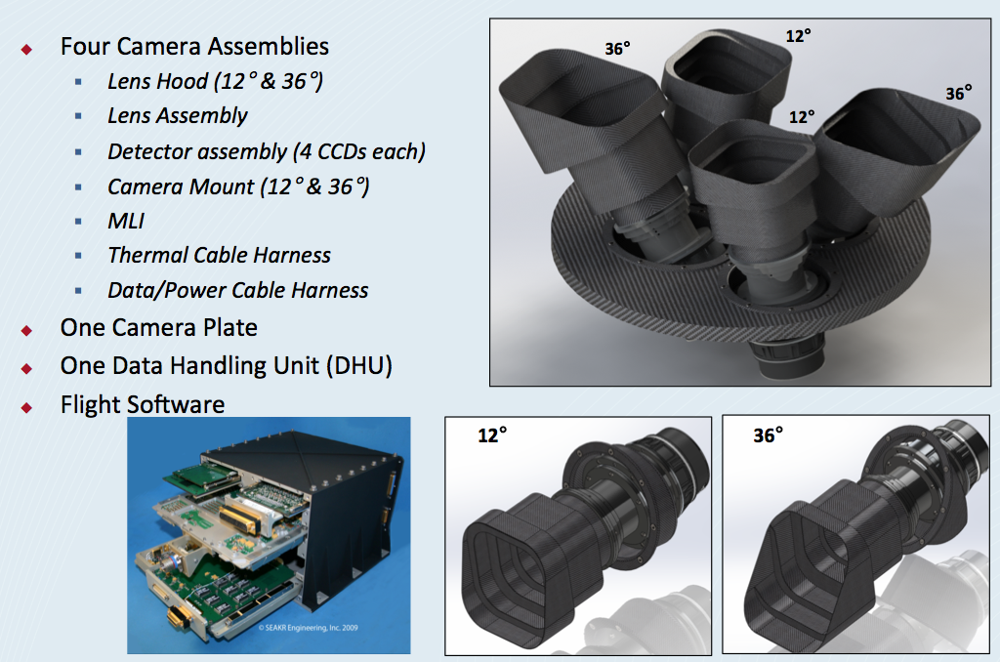 Four Camera Assemblies
Lens Hood (12° & 36°)
Lens Assembly
Detector assembly (4 CCDs each)
Camera Mount (12° & 36°)
MLI
Thermal Cable Harness
Data/Power Cable Harness
One Camera Plate
One Data Handling Unit (DHU)
Flight Software
36°
12°
12°
36°
© SEAKR Engineering, Inc. 2009
12°
36°